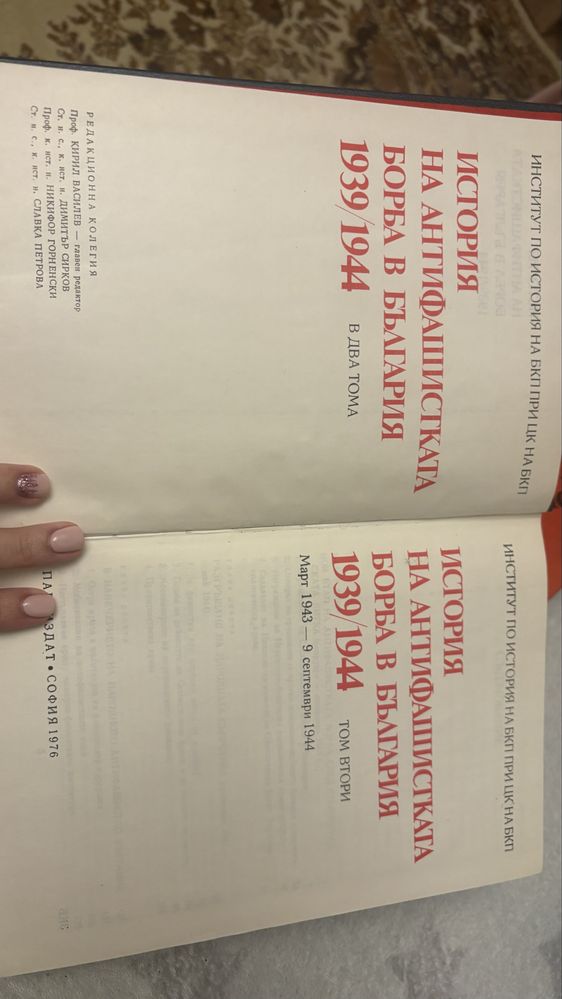 ИНСТИТУТ ПО ИСТОРИЯ НА БКП ПРИ ЦК НА БКП
ИСТОРИЯ
НА АНТИФАШИСТКАТА
БОРБА В БЪЛГАРИЯ
1939/1944
В ДВА ТОМА
РЕДАКЦИОННА КОЛЕГИЯ
Проф. КИРИЛ ВАСИЛЕВ — главен редактор
Ст. н. с., к. ист. н. ДИМИТЪР СИРКОВ
Проф. к. ист. н. НИКИФОР ГОРНЕНСКИ
Ст. н. с., к. ист. н. СЛАВКА ПЕТРОВА
ИНСТИТУТ ПО ИСТОРИЯ НА БКП ПРИ ЦК НА БКП
ИСТОРИЯ
НА АНТИФАШИСТКАТА
БОРБА В БЪЛГАРИЯ
1939/1944
ТОМ ВТОРИ
Март 1943 — 9 септември 1944
• СОФИЯ 1976